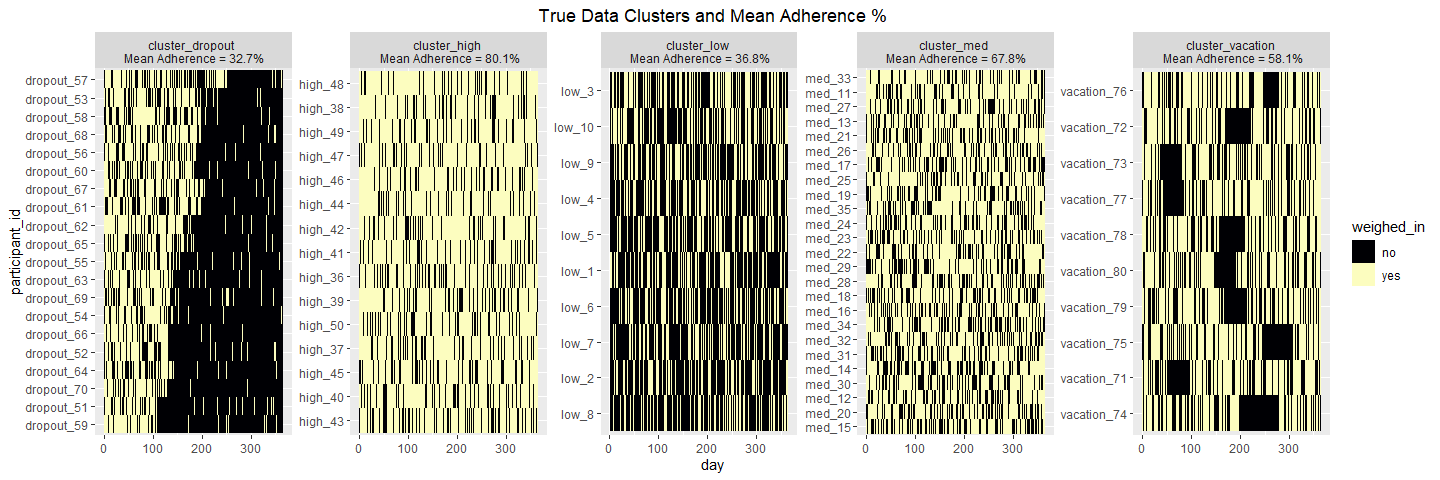 True Data Clusters and Mean Adherence %
cluster_dropout
Mean Adherence = 32.7%
cluster_high
Mean Adherence = 80.1%
cluster_low
Mean Adherence = 36.8%
cluster_med
Mean Adherence = 67.8%
cluster_vacation
Mean Adherence = 58.1%
participant_id
dropout_57
dropout_53
dropout_58
dropout_68
dropout_56
dropout_60
dropout_67
dropout_61
dropout_62
dropout_65
dropout_55
dropout_63
dropout_69
dropout_54
dropout_66
dropout_52
dropout_64
dropout_70
dropout_51
dropout_59
0 100 200 300
high_48
high_38
high_49
high_47
high_46
high_44
high_42
high_41
high_36
high_39
high_50
high_37
high_45
high_40
high_43
0 100 200 300
low_3
low_10
low_9
low_4
low_5
low_1
low_6
low_7
low_2
low_8
0 100 200 300
med_33
med_11
med_27
med_13
med_21
med_26
med_17
med_25
med_19
med_35
med_24
med_23
med_22
med_29
med_28
med_18
med_16
med_34
med_32
med_31
med_14
med_30
med_12
med_20
med_15
0 100 200 300
vacation_76
vacation_72
vacation_73
vacation_77
vacation_78
vacation_80
vacation_79
vacation_75
vacation_71
vacation_74
0 100 200 300
day
weighed_in
no
yes